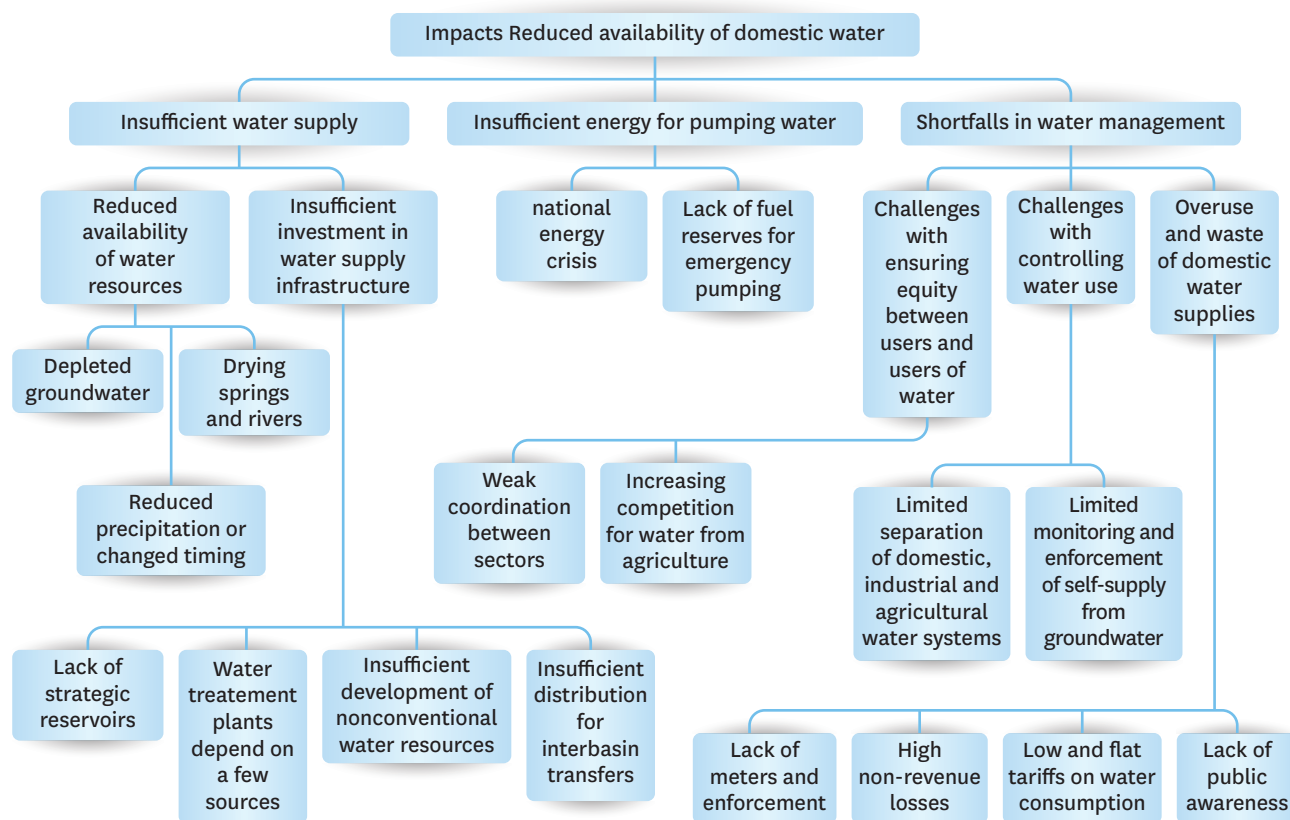 Impacts Reduced availability of domestic water
Insufficient water supply
Insufficient energy for pumping water
Shortfalls in water management
Reduced
availability
of water
resources
Insufficient
investment in
water supply
infrastructure
national
energy
crisis
Lack of fuel
reserves for
emergency
pumping
Challenges
with
ensuring
equity
between
users and
users of
water
Challenges
with
controlling
water use
Overuse
and waste
of domestic
water
supplies
Depleted
groundwater
Drying
springs
and rivers
Reduced
precipitation or
changed timing
Weak
coordination
between
sectors
Increasing
competition
for water from
agriculture
Limited
separation
of domestic,
industrial and
agricultural
water systems
Limited
monitoring and
enforcement
of self-supply
from
groundwater
Lack of
strategic
reservoirs
Water
treatement
plants
depend on
a few
sources
Insufficient
development of
nonconventional
water resources
Insufficient
distribution
for
interbasin
transfers
Lack of
meters and
enforcement
High
non-revenue
losses
Low and flat
tariffs on water
consumption
Lack of
public
awareness